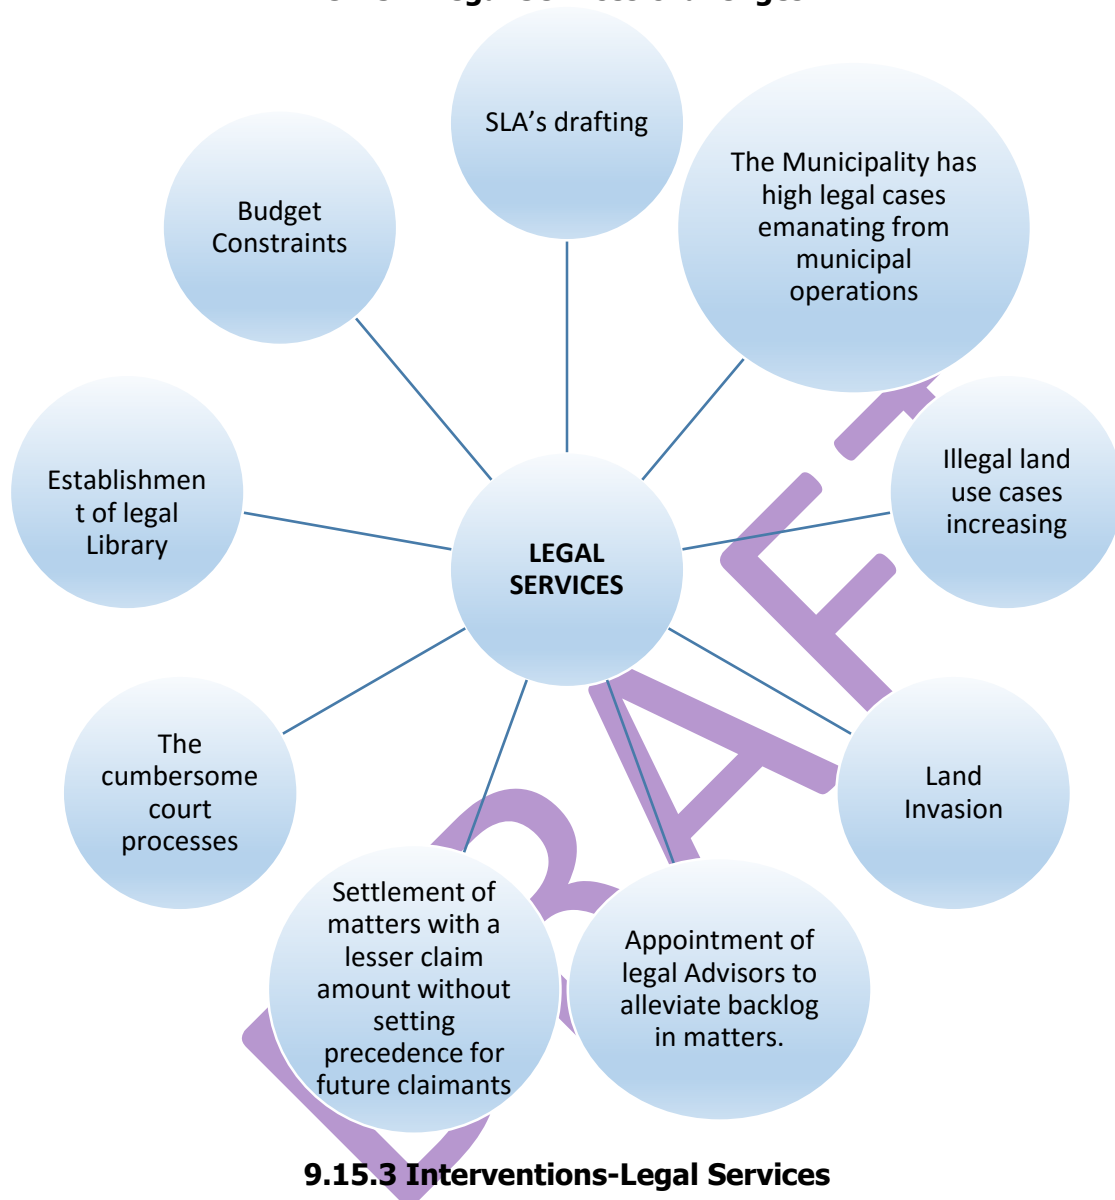 SLA's drafting
The Municipality has
high legal cases
emanating from
municipal
operations
Illegal land
use cases
increasing
Land
Invasion
Appointment of
legal Advisors to
alleviate backlog
in matters.
Settlement of
matters with a
lesser claim
amount without
setting
precedence for
future claimants
The
cumbersome
court
processes
Establishmen
t of legal
Library
Budget
Constraints
LEGAL
SERVICES
9.15.3 Interventions-Legal Services